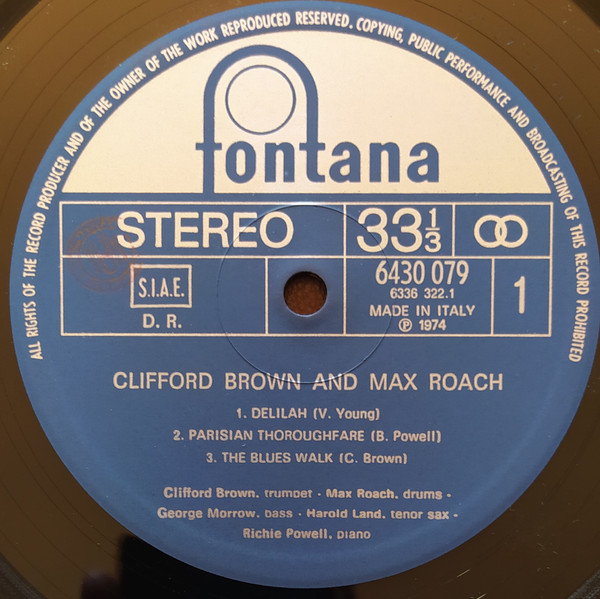 ALL RIGHTS OF THE RECORD PRODUCER AND OF THE OWNER OF THE WORK REPRODUCED RESERVED. COPYING, PUBLIC PERFORMANCE AND BROADCASTING OF THIS RECORD PROHIBITED
fontana
STEREO 33⅓
S.I.A.E.
D. R.
6430 079
6336 322.1
MADE IN ITALY
℗ 1974
1
CLIFFORD BROWN AND MAX ROACH
1. DELILAH (V. Young)
2. PARISIAN THOROUGHFARE (B. Powell)
3. THE BLUES WALK (C. Brown)
Clifford Brown, trumpet · Max Roach, drums ·
George Morrow, bass · Harold Land, tenor sax ·
Richie Powell, piano